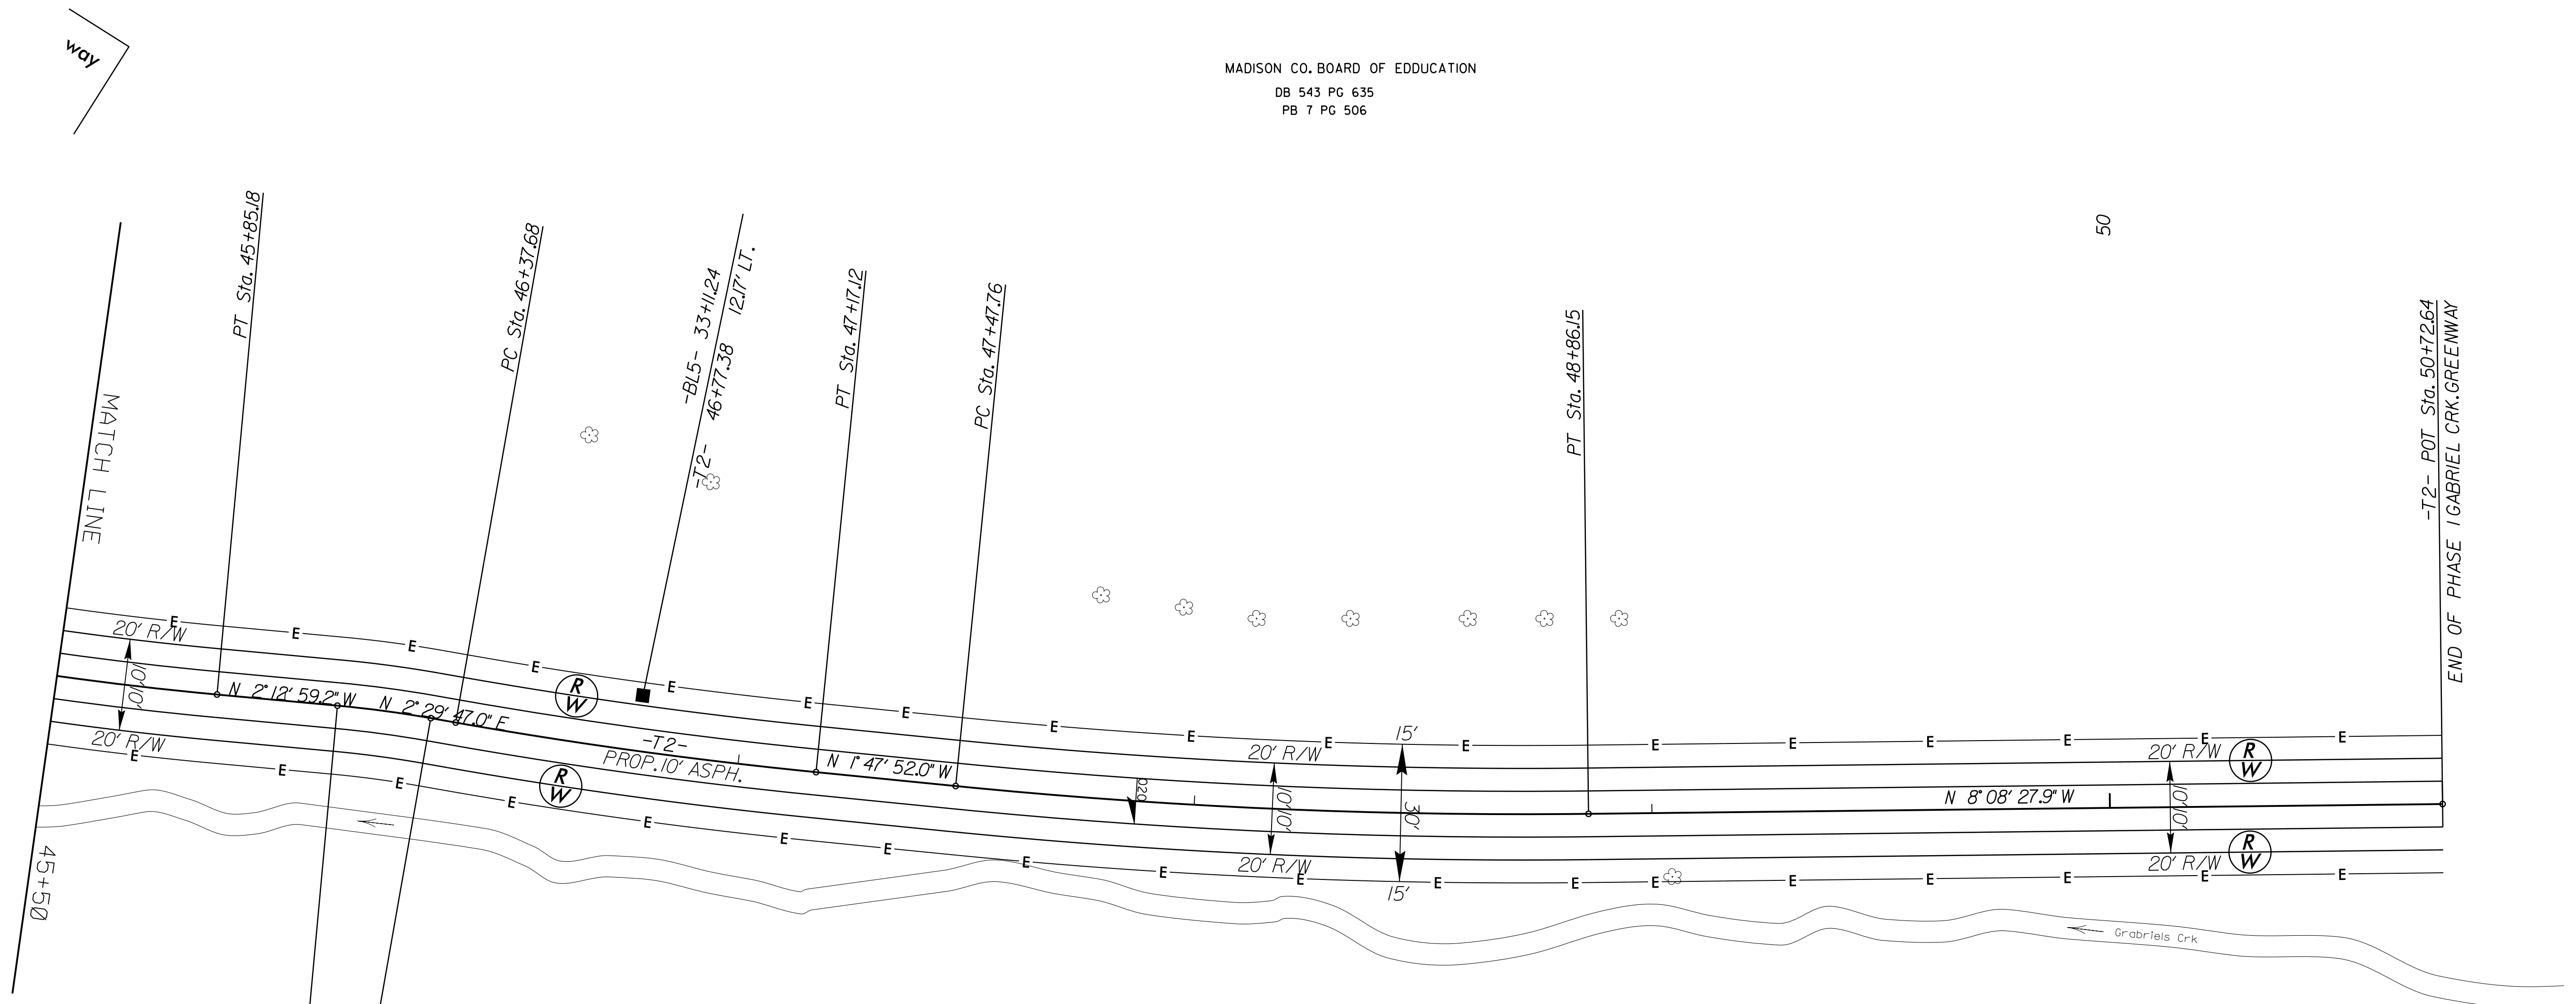 way
MADISON CO. BOARD OF EDDUCATION
DB 543 PG 635
PB 7 PG 506
MATCH LINE
45+50
PT Sta. 45+85.18
PC Sta. 46+37.68
-BL5- 33+11.24
-T2- 46+77.38 12.17' LT.
PT Sta. 47+17.12
PC Sta. 47+47.76
PT Sta. 48+86.15
50
-T2- POT Sta. 50+72.64
END OF PHASE I GABRIEL CRK. GREENWAY
E E E E E E E E E E E E E E E E E
20' R/W
10' 10'
20' R/W
N 2° 12' 59.2" W
N 2° 29' 47.0" E
R W
R W
-T2-
PROP. 10' ASPH.
N 1° 47' 52.0" W
.020
20' R/W
10' 10'
20' R/W
15'
30'
15'
N 8° 08' 27.9" W
20' R/W
10' 10'
20' R/W
R W
R W
E E E E E E E E E E E E E E E E E
Grabriels Crk